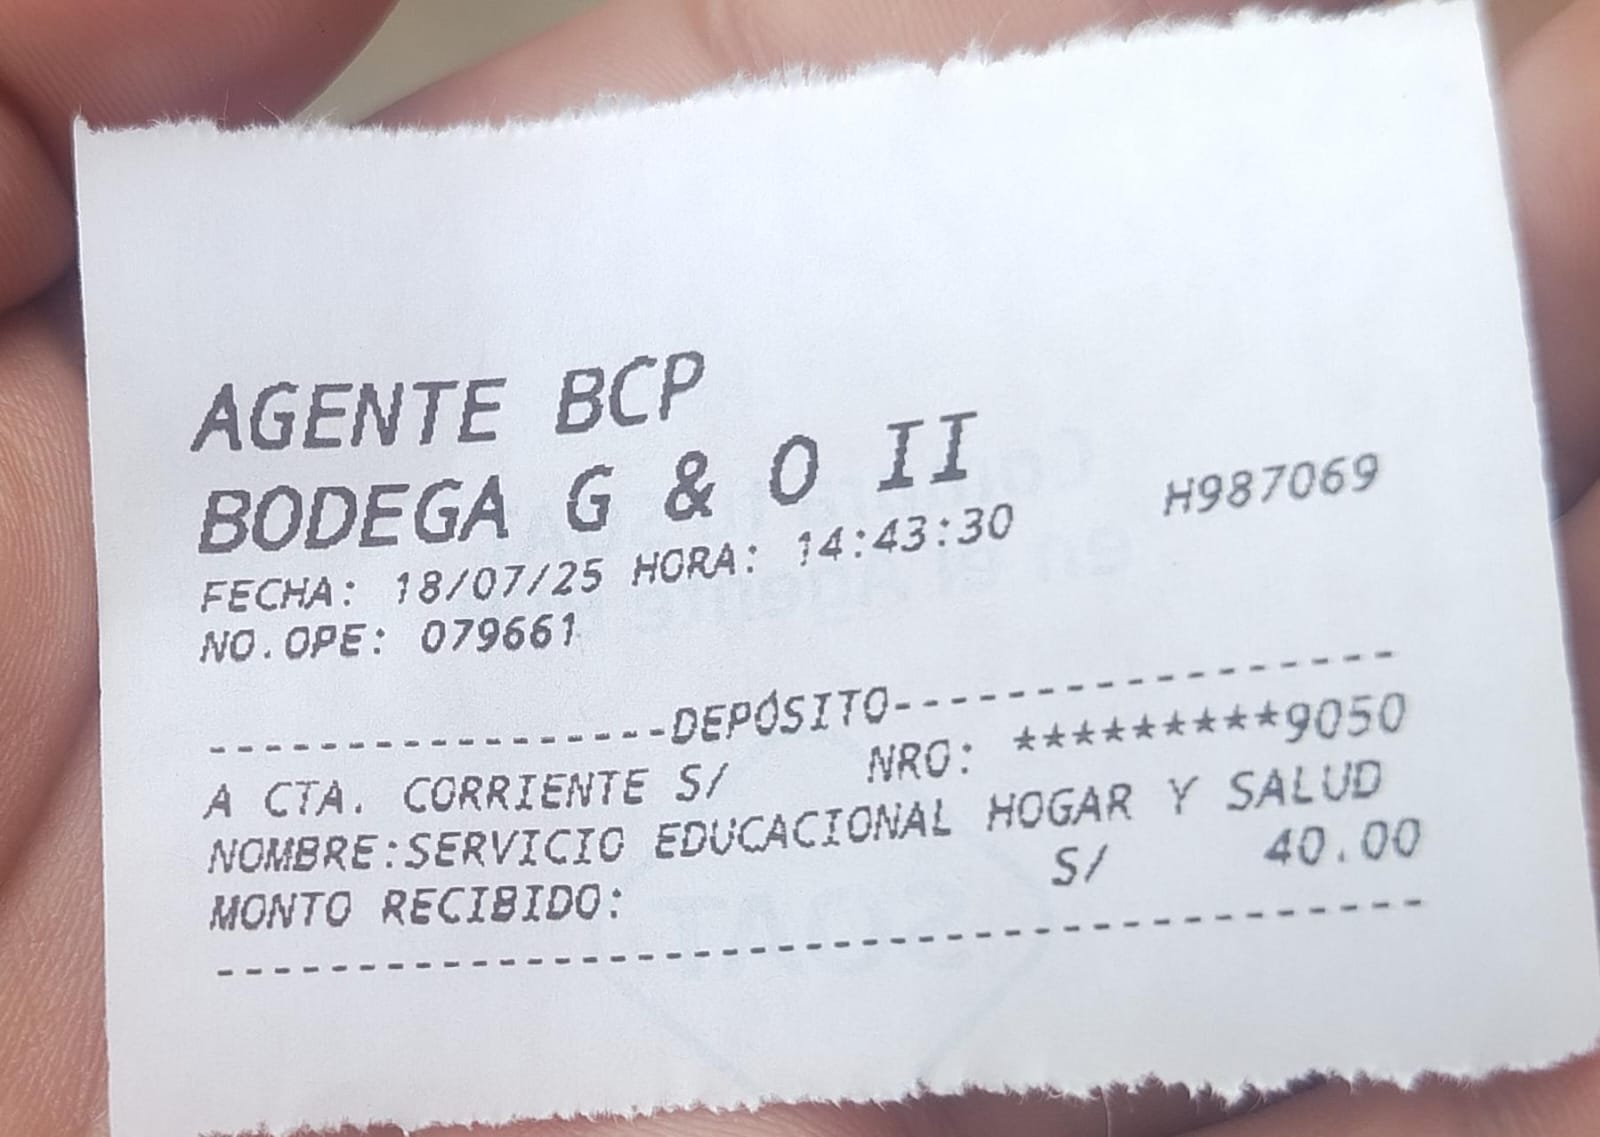 AGENTE BCP
BODEGA G & O II
FECHA: 18/07/25 HORA: 14:43:30 H987069
NO.OPE: 079661
-----------------DEPÓSITO------------------
A CTA. CORRIENTE S/ NRO: *********9050
NOMBRE:SERVICIO EDUCACIONAL HOGAR Y SALUD
MONTO RECIBIDO: S/ 40.00
-------------------------------------------